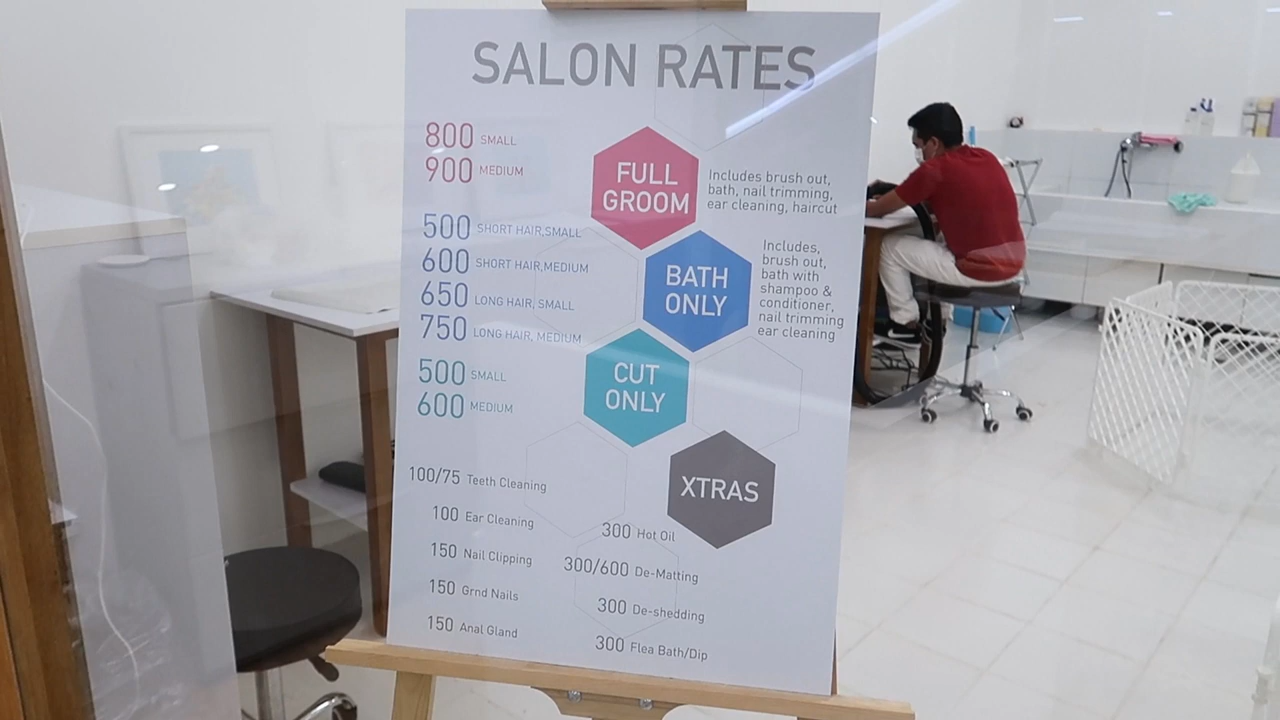 SALON RATES
800 SMALL
900 MEDIUM
FULL
GROOM
Includes brush out,
bath, nail trimming,
ear cleaning, haircut
500 SHORT HAIR,SMALL
600 SHORT HAIR,MEDIUM
650 LONG HAIR, SMALL
750 LONG HAIR, MEDIUM
BATH
ONLY
Includes,
brush out,
bath with
shampoo &
conditioner,
nail trimming
ear cleaning
500 SMALL
600 MEDIUM
CUT
ONLY
XTRAS
100/75 Teeth Cleaning
100 Ear Cleaning
150 Nail Clipping
150 Grnd Nails
150 Anal Gland
300 Hot Oil
300/600 De-Matting
300 De-shedding
300 Flea Bath/Dip